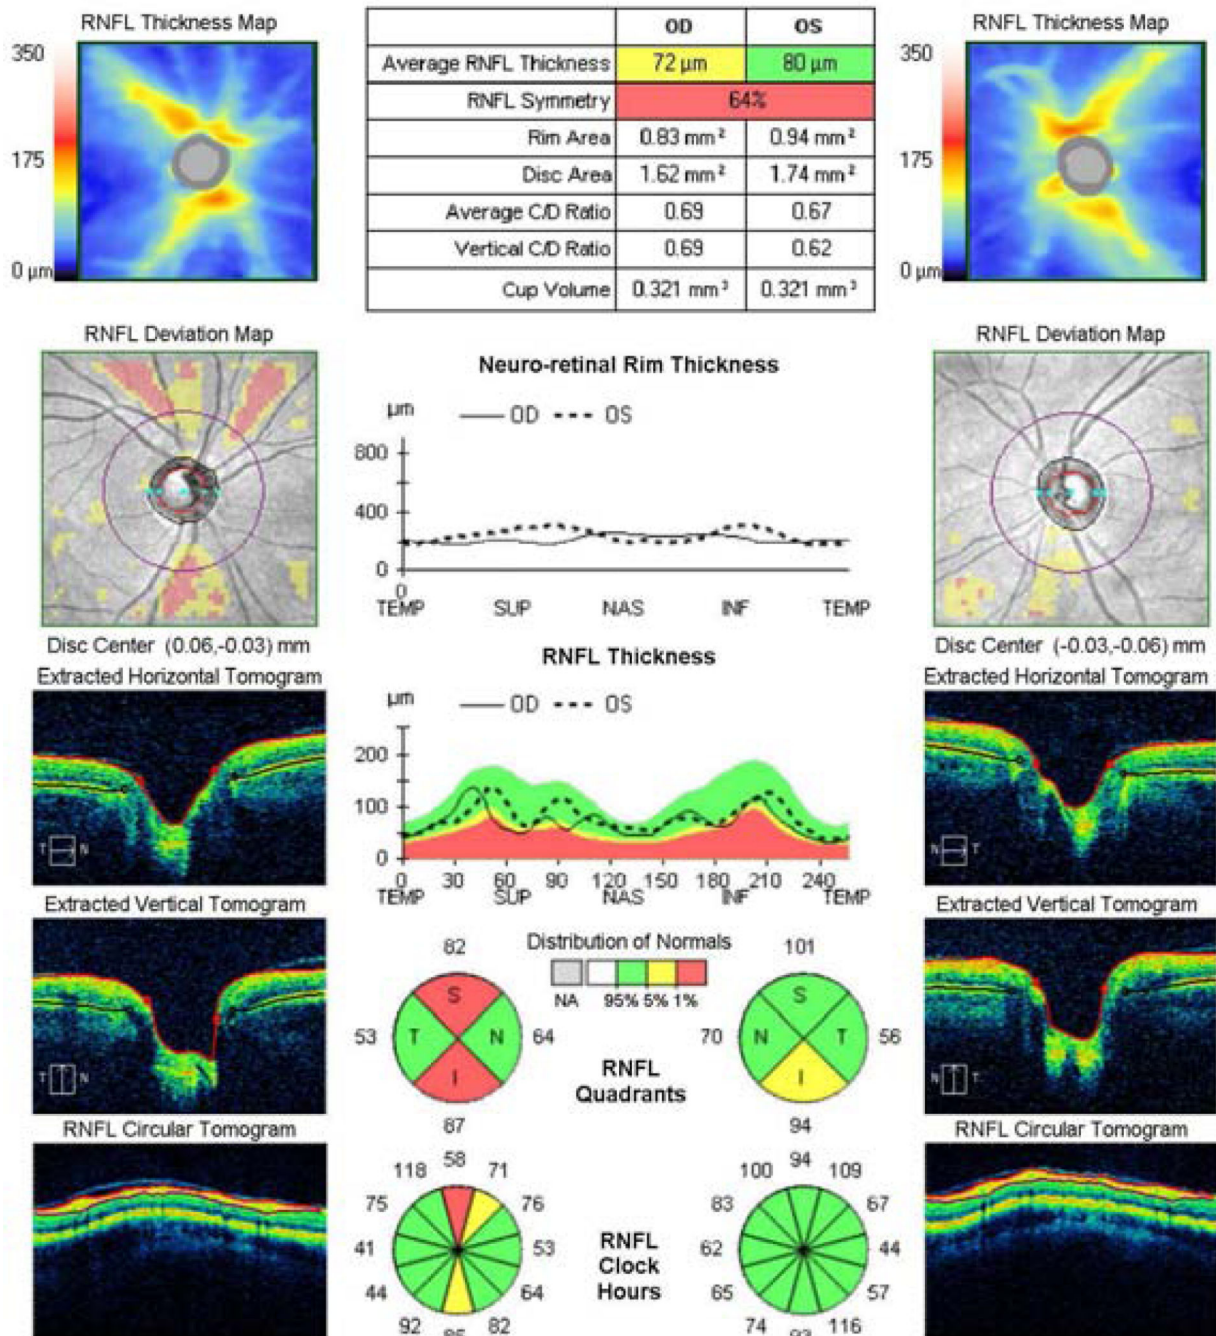 RNFL Thickness Map
350
175
0 µm
OD OS
Average RNFL Thickness 72 µm 80 µm
RNFL Symmetry 64%
Rim Area 0.83 mm² 0.94 mm²
Disc Area 1.62 mm² 1.74 mm²
Average C/D Ratio 0.69 0.67
Vertical C/D Ratio 0.69 0.62
Cup Volume 0.321 mm³ 0.321 mm³
RNFL Thickness Map
350
175
0 µm
RNFL Deviation Map
Disc Center (0.06,-0.03) mm
Neuro-retinal Rim Thickness
µm OD OS
800
400
0
0
TEMP SUP NAS INF TEMP
RNFL Deviation Map
Disc Center (-0.03,-0.06) mm
Extracted Horizontal Tomogram
T N
RNFL Thickness
µm OD OS
200
100
0
0 30 60 90 120 150 180 210 240
TEMP SUP NAS INF TEMP
Extracted Horizontal Tomogram
N T
Extracted Vertical Tomogram
T N
Distribution of Normals
NA 95% 5% 1%
82
S
53 T N 64
I
87
RNFL
Quadrants
101
S
70 N T 56
I
94
Extracted Vertical Tomogram
N T
RNFL Circular Tomogram
58
118 71
75 76
41 53
44 64
92 82
RNFL
Clock
Hours
94
100 109
83 67
62 44
65 57
74 116
93
RNFL Circular Tomogram